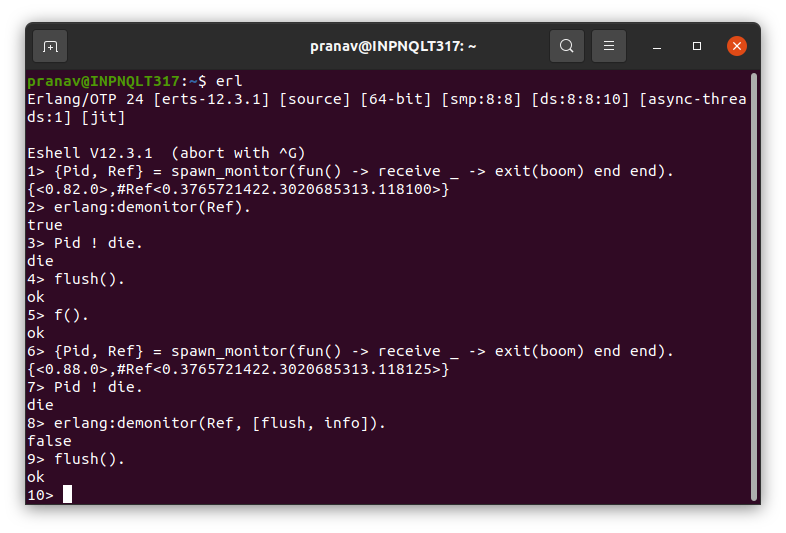 pranav@INPNQLT317: ~
pranav@INPNQLT317:~$ erl
Erlang/OTP 24 [erts-12.3.1] [source] [64-bit] [smp:8:8] [ds:8:8:10] [async-threa
ds:1] [jit]
Eshell V12.3.1  (abort with ^G)
1> {Pid, Ref} = spawn_monitor(fun() -> receive _ -> exit(boom) end end).
{<0.82.0>,#Ref<0.3765721422.3020685313.118100>}
2> erlang:demonitor(Ref).
true
3> Pid ! die.
die
4> flush().
ok
5> f().
ok
6> {Pid, Ref} = spawn_monitor(fun() -> receive _ -> exit(boom) end end).
{<0.88.0>,#Ref<0.3765721422.3020685313.118125>}
7> Pid ! die.
die
8> erlang:demonitor(Ref, [flush, info]).
false
9> flush().
ok
10>